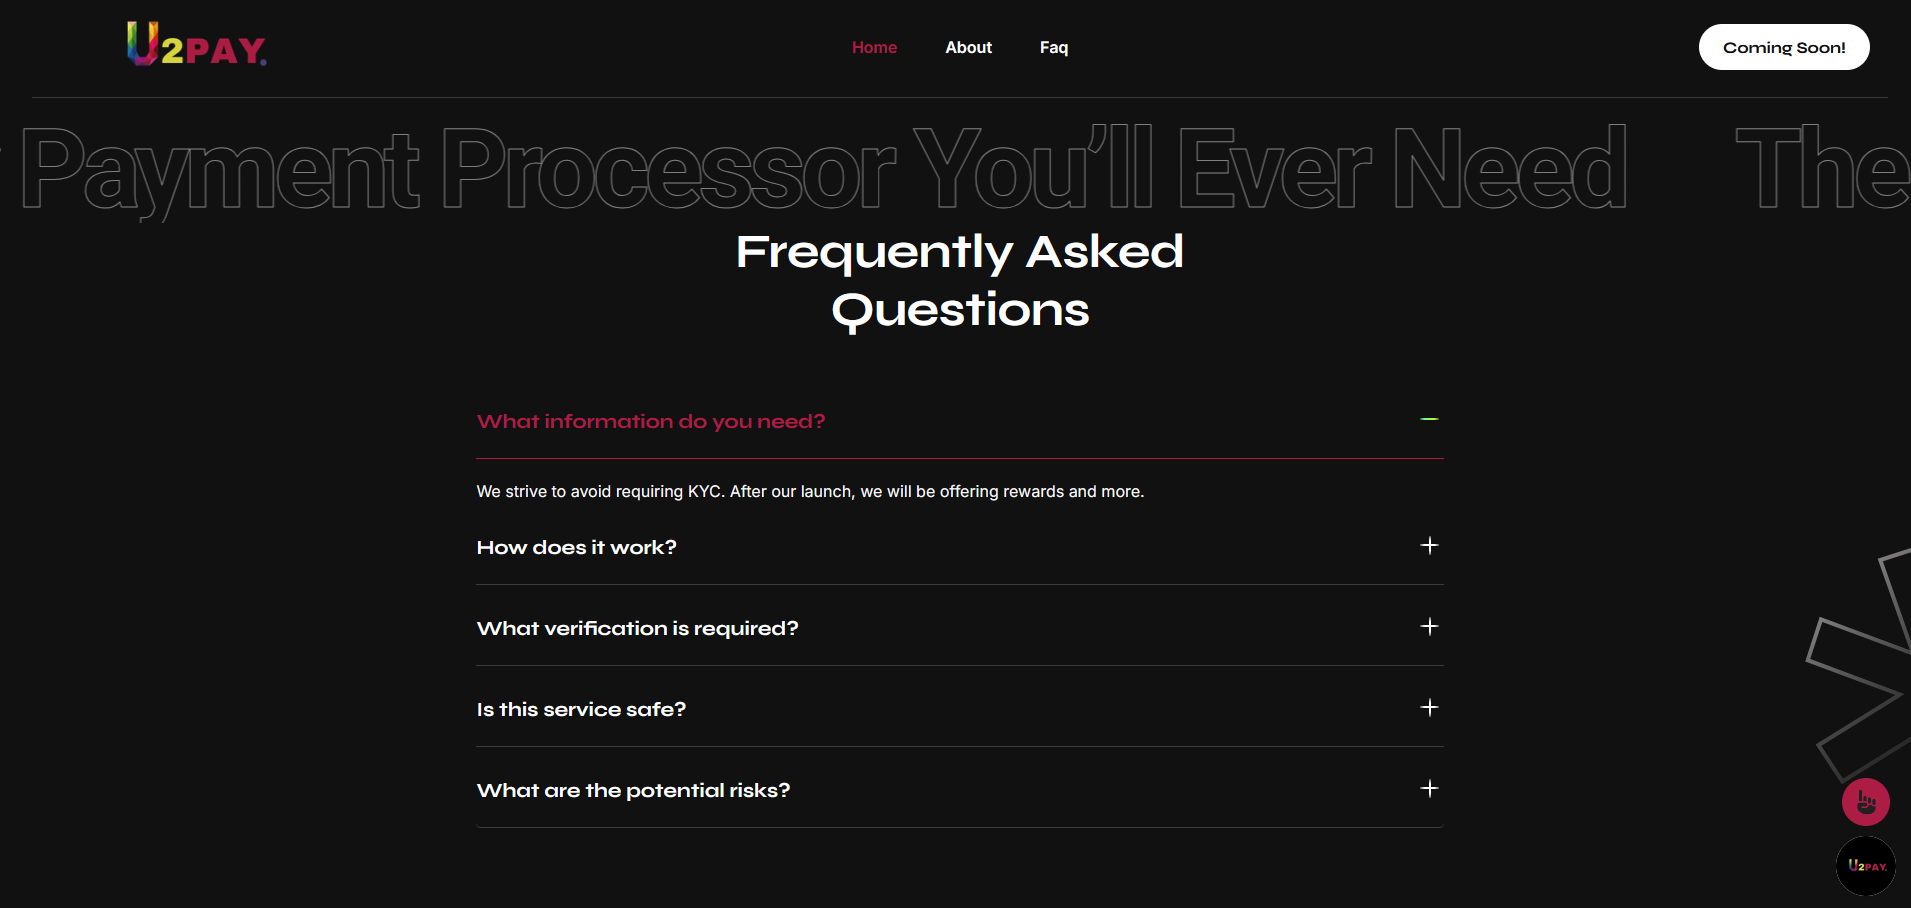 U2PAY.
Home
About
Faq
Coming Soon!
Payment Processor You’ll Ever Need
The
Frequently Asked
Questions
What information do you need?
We strive to avoid requiring KYC. After our launch, we will be offering rewards and more.
How does it work?
What verification is required?
Is this service safe?
What are the potential risks?
U2PAY.